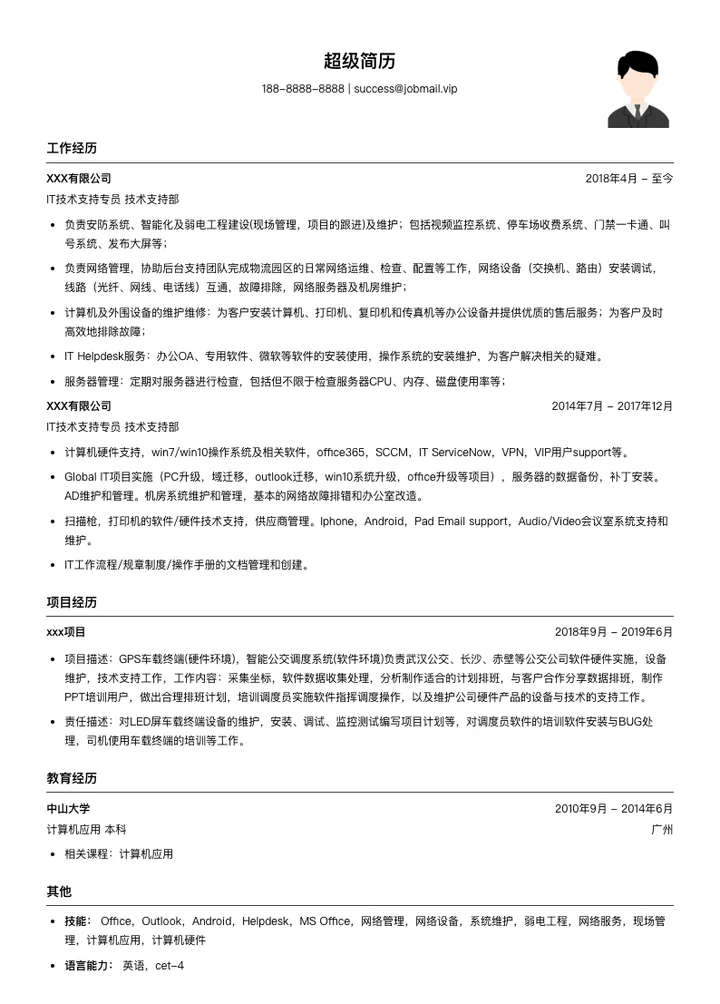 超级简历
188-8888-8888 | success@jobmail.vip
工作经历
XXX有限公司 2018年4月 – 至今
IT技术支持专员 技术支持部
• 负责安防系统、智能化及弱电工程建设(现场管理，项目的跟进)及维护；包括视频监控系统、停车场收费系统、门禁一卡通、叫
号系统、发布大屏等；
• 负责网络管理，协助后台支持团队完成物流园区的日常网络运维、检查、配置等工作，网络设备（交换机、路由）安装调试，
线路（光纤、网线、电话线）互通，故障排除，网络服务器及机房维护；
• 计算机及外围设备的维护维修：为客户安装计算机、打印机、复印机和传真机等办公设备并提供优质的售后服务；为客户及时
高效地排除故障；
• IT Helpdesk服务：办公OA、专用软件、微软等软件的安装使用，操作系统的安装维护，为客户解决相关的疑难。
• 服务器管理：定期对服务器进行检查，包括但不限于检查服务器CPU、内存、磁盘使用率等；
XXX有限公司 2014年7月 – 2017年12月
IT技术支持专员 技术支持部
• 计算机硬件支持，win7/win10操作系统及相关软件，office365，SCCM，IT ServiceNow，VPN，VIP用户support等。
• Global IT项目实施（PC升级，域迁移，outlook迁移，win10系统升级，office升级等项目），服务器的数据备份，补丁安装。
AD维护和管理。机房系统维护和管理，基本的网络故障排错和办公室改造。
• 扫描枪，打印机的软件/硬件技术支持，供应商管理。Iphone，Android，Pad Email support，Audio/Video会议室系统支持和
维护。
• IT工作流程/规章制度/操作手册的文档管理和创建。
项目经历
xxx项目 2018年9月 – 2019年6月
• 项目描述：GPS车载终端(硬件环境)，智能公交调度系统(软件环境)负责武汉公交、长沙、赤壁等公交公司软件硬件实施，设备
维护，技术支持工作，工作内容：采集坐标，软件数据收集处理，分析制作适合的计划排班，与客户合作分享数据排班，制作
PPT培训用户，做出合理排班计划，培训调度员实施软件指挥调度操作，以及维护公司硬件产品的设备与技术的支持工作。
• 责任描述：对LED屏车载终端设备的维护，安装、调试、监控测试编写项目计划等，对调度员软件的培训软件安装与BUG处
理，司机使用车载终端的培训等工作。
教育经历
中山大学 2010年9月 – 2014年6月
计算机应用 本科 广州
• 相关课程：计算机应用
其他
• 技能： Office，Outlook，Android，Helpdesk，MS Office，网络管理，网络设备，系统维护，弱电工程，网络服务，现场管
理，计算机应用，计算机硬件
• 语言能力： 英语，cet-4